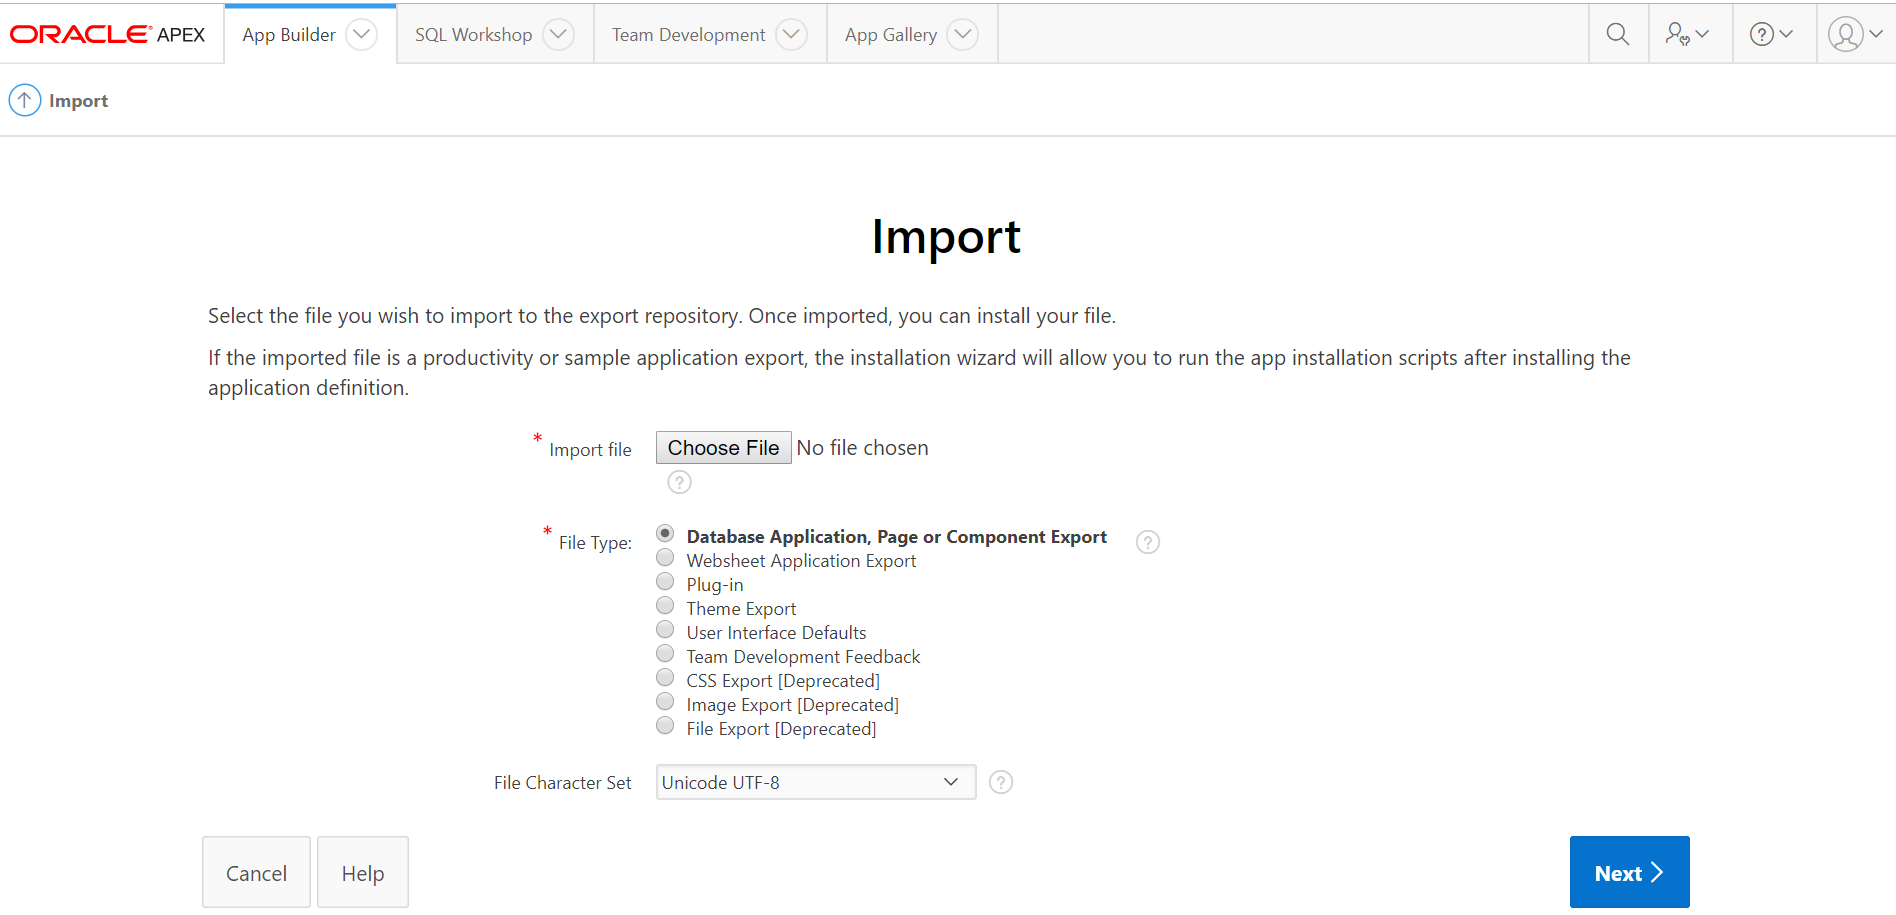 ORACLE APEX App Builder SQL Workshop Team Development App Gallery
Import
Import
Select the file you wish to import to the export repository. Once imported, you can install your file.
If the imported file is a productivity or sample application export, the installation wizard will allow you to run the app installation scripts after installing the
application definition.
* Import file Choose File No file chosen
?
* File Type: Database Application, Page or Component Export ?
Websheet Application Export
Plug-in
Theme Export
User Interface Defaults
Team Development Feedback
CSS Export [Deprecated]
Image Export [Deprecated]
File Export [Deprecated]
File Character Set Unicode UTF-8 ?
Cancel Help Next